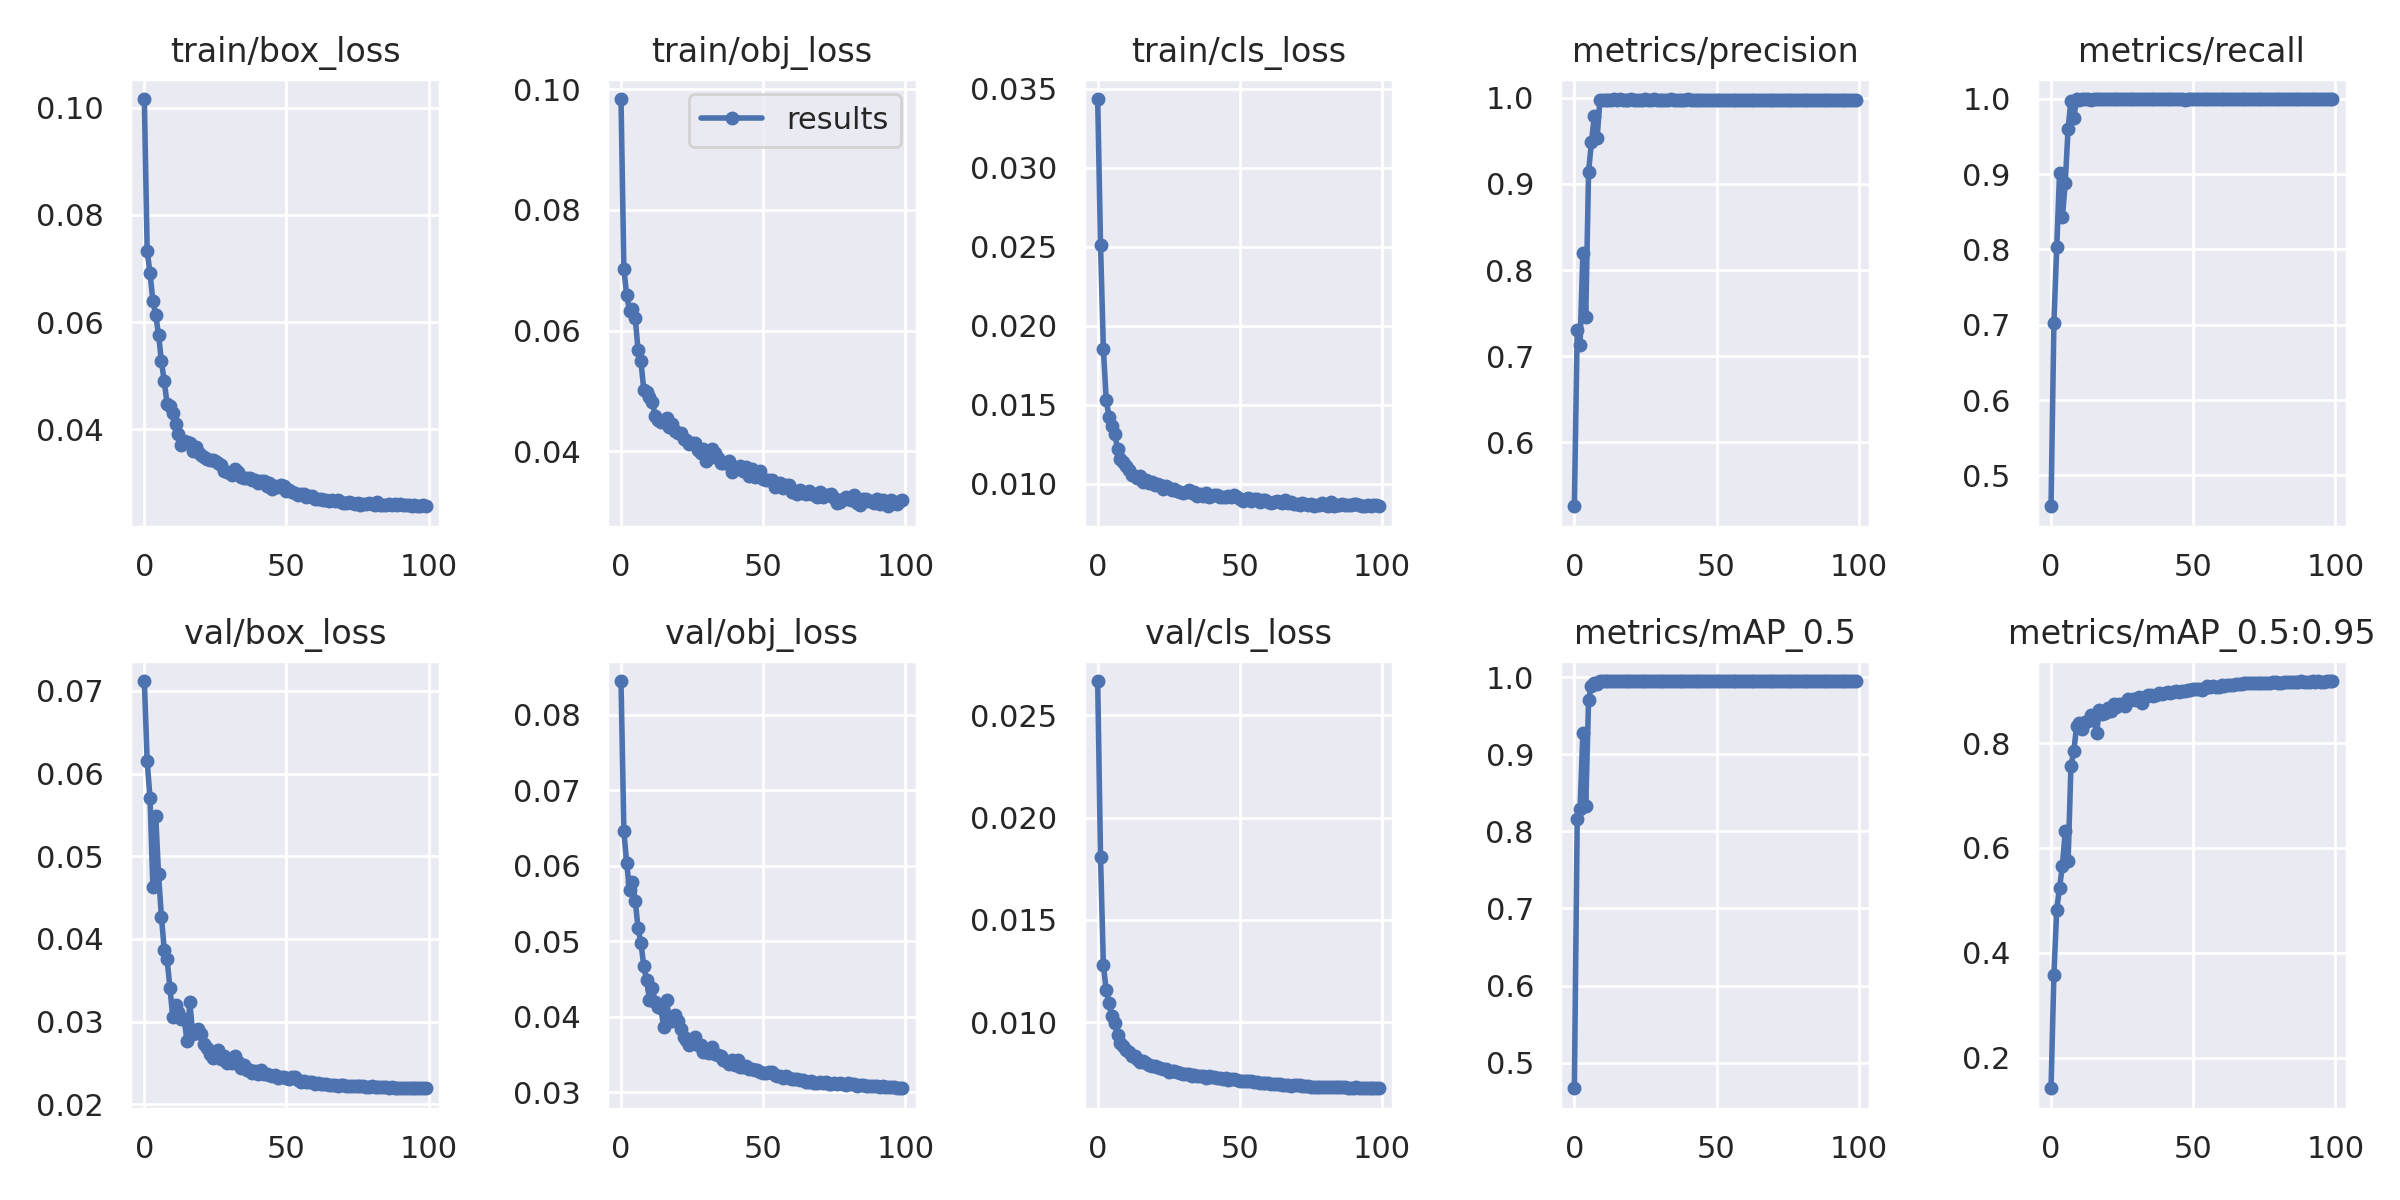 train/box_loss
0.10
0.08
0.06
0.04
0 50 100
train/obj_loss
results
0.10
0.08
0.06
0.04
0 50 100
train/cls_loss
0.035
0.030
0.025
0.020
0.015
0.010
0 50 100
metrics/precision
1.0
0.9
0.8
0.7
0.6
0 50 100
metrics/recall
1.0
0.9
0.8
0.7
0.6
0.5
0 50 100
val/box_loss
0.07
0.06
0.05
0.04
0.03
0.02
0 50 100
val/obj_loss
0.08
0.07
0.06
0.05
0.04
0.03
0 50 100
val/cls_loss
0.025
0.020
0.015
0.010
0 50 100
metrics/mAP_0.5
1.0
0.9
0.8
0.7
0.6
0.5
0 50 100
metrics/mAP_0.5:0.95
0.8
0.6
0.4
0.2
0 50 100